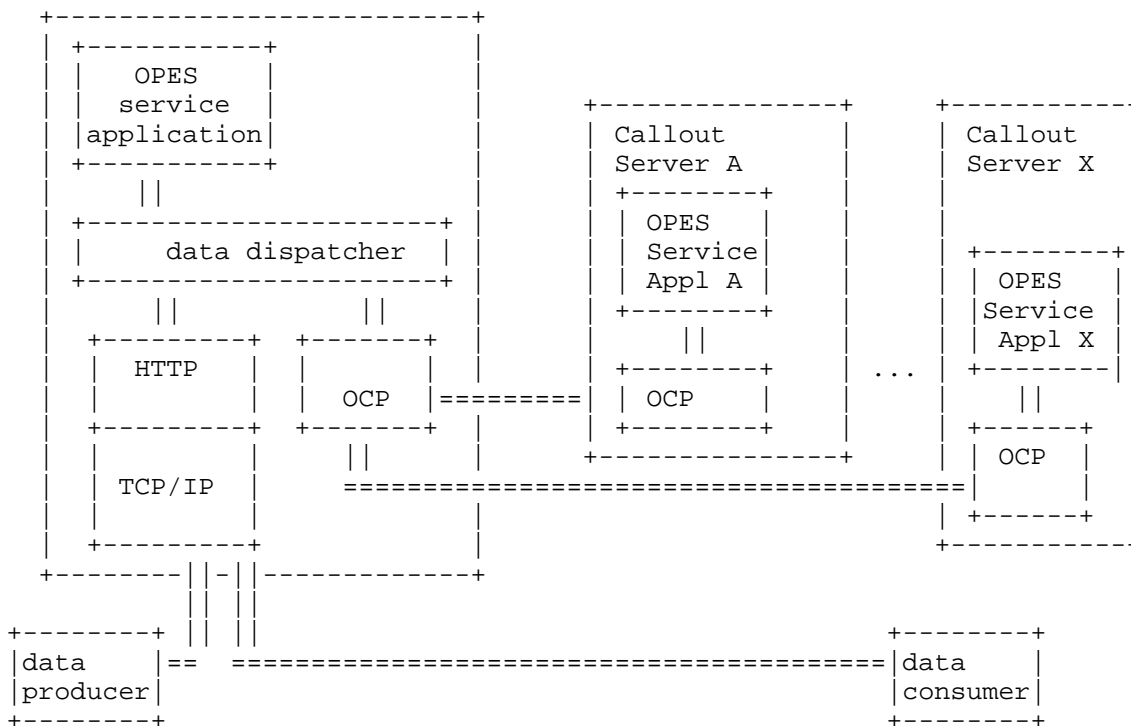 OPES
service
application
data dispatcher
HTTP
OCP
TCP/IP
Callout
Server A
OPES
Service
Appl A
OCP
...
Callout
Server X
OPES
Service
Appl X
OCP
data
producer
data
consumer